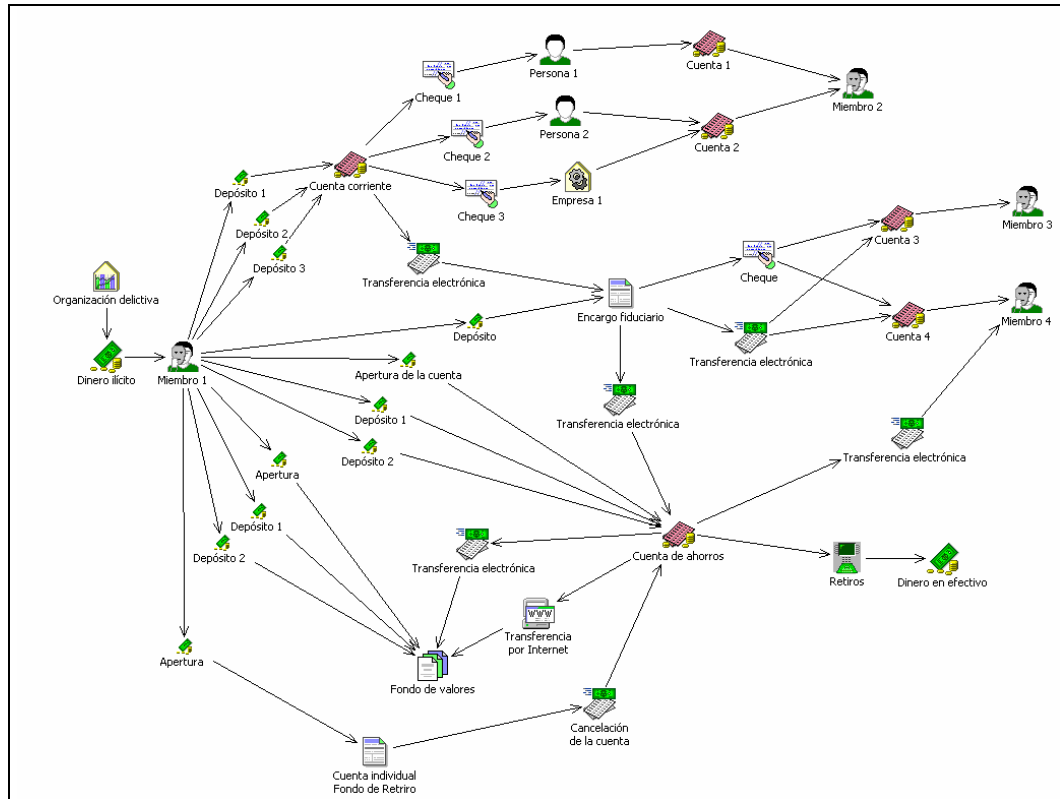 Persona 1
Cuenta 1
Cheque 1
Miembro 2
Persona 2
Cheque 2
Cuenta 2
Depósito 1
Cuenta corriente
Cheque 3
Empresa 1
Depósito 2
Miembro 3
Cuenta 3
Depósito 3
Transferencia electrónica
Cheque
Organización delictiva
Encargo fiduciario
Miembro 4
Depósito
Cuenta 4
Dinero ilícito
Miembro 1
Apertura de la cuenta
Transferencia electrónica
Depósito 1
Transferencia electrónica
Depósito 2
Transferencia electrónica
Apertura
Depósito 1
Depósito 2
Transferencia electrónica
Cuenta de ahorros
Retiros
Dinero en efectivo
Transferencia
por Internet
Apertura
Fondo de valores
Cancelación
de la cuenta
Cuenta individual
Fondo de Retriro